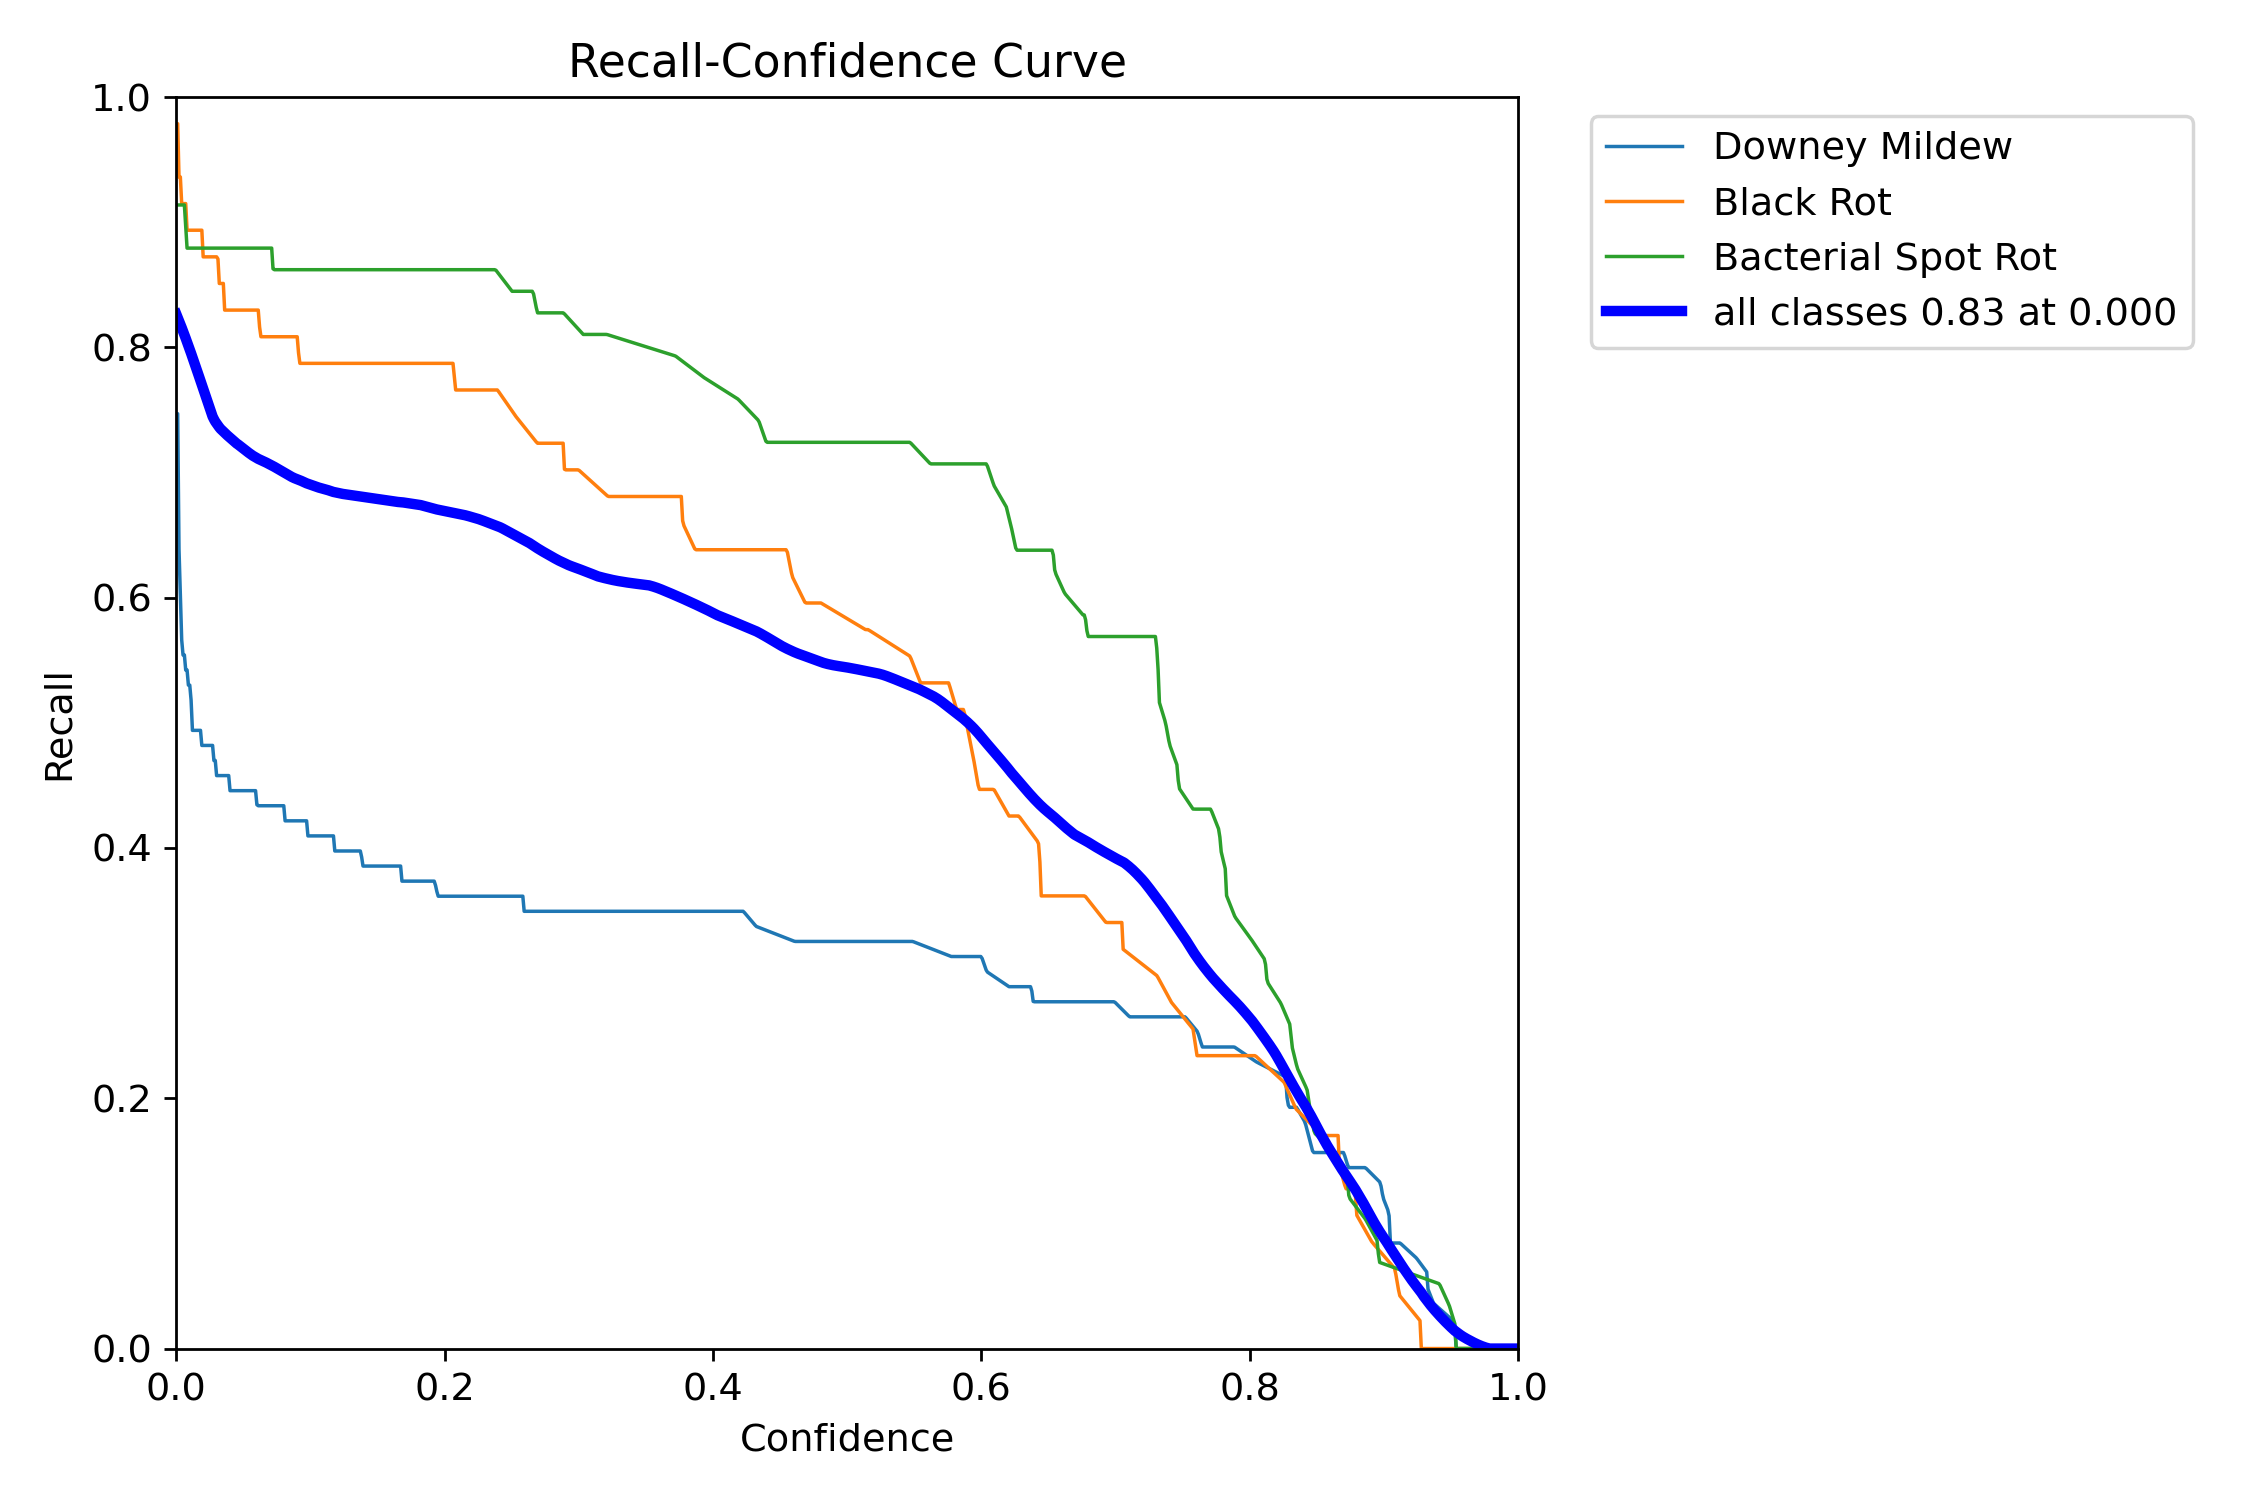 Recall-Confidence Curve
1.0
0.8
0.6
0.4
0.2
0.0
Recall
0.0 0.2 0.4 0.6 0.8 1.0
Confidence
Downey Mildew
Black Rot
Bacterial Spot Rot
all classes 0.83 at 0.000